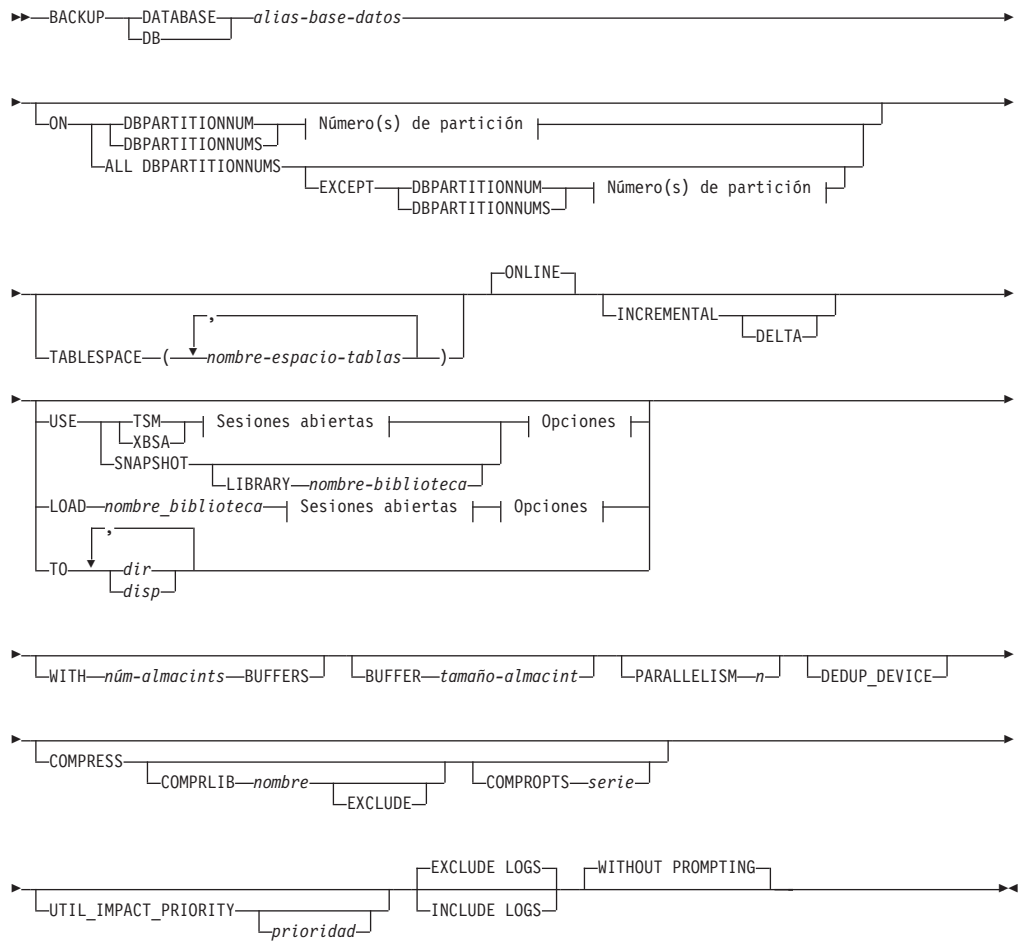 BACKUP DATABASE alias-base-datos
DB
ON DBPARTITIONNUM Número(s) de partición
DBPARTITIONNUMS
ALL DBPARTITIONNUMS
EXCEPT DBPARTITIONNUM Número(s) de partición
DBPARTITIONNUMS
ONLINE
INCREMENTAL
DELTA
,
TABLESPACE ( nombre-espacio-tablas )
USE TSM Sesiones abiertas Opciones
XBSA
SNAPSHOT
LIBRARY nombre-biblioteca
LOAD nombre_biblioteca Sesiones abiertas Opciones
,
TO dir
disp
WITH núm-almacints BUFFERS BUFFER tamaño-almacint PARALLELISM n DEDUP_DEVICE
COMPRESS
COMPRLIB nombre COMPROPTS serie
EXCLUDE
EXCLUDE LOGS WITHOUT PROMPTING
UTIL_IMPACT_PRIORITY INCLUDE LOGS
prioridad